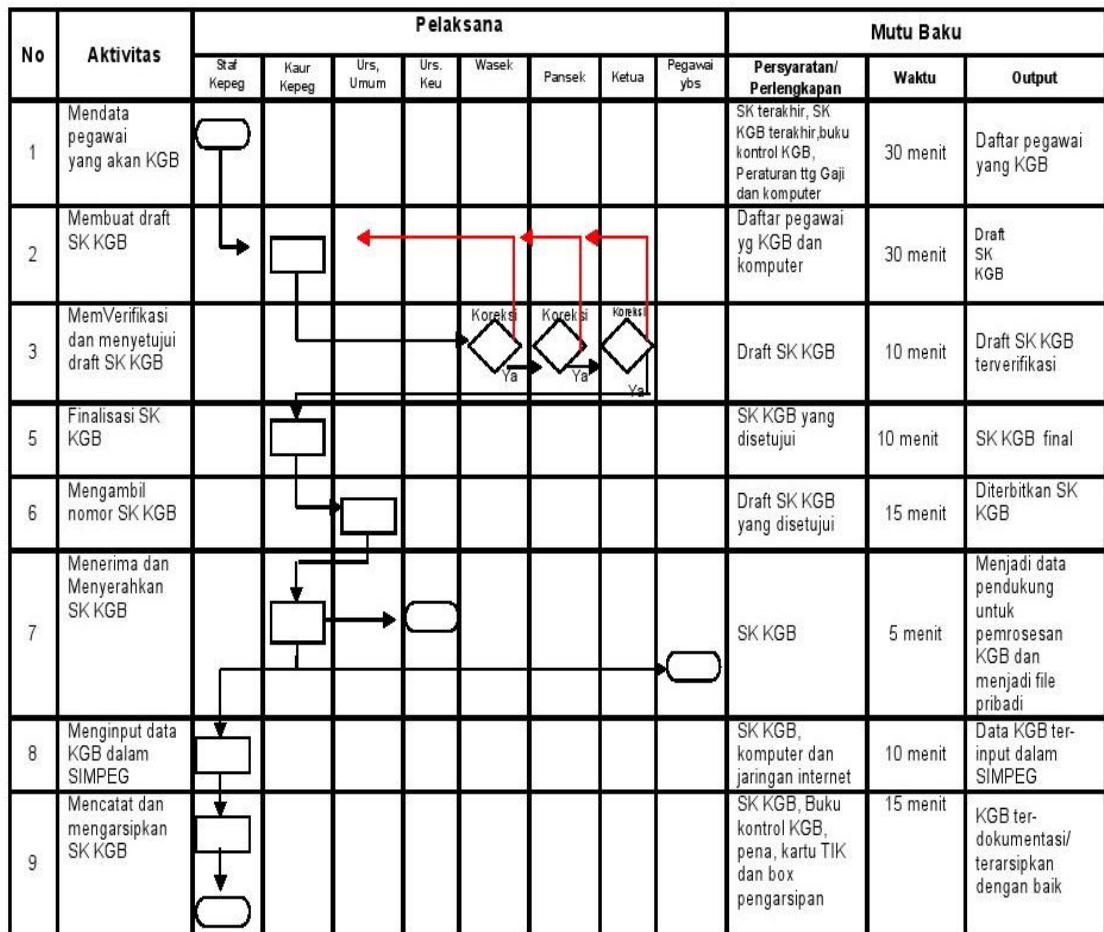 No
Aktivitas
Pelaksana
Mutu Baku
Staf
Kepeg
Kaur
Kepeg
Urs,
Umum
Urs.
Keu
Wasek
Pansek
Ketua
Pegawai
ybs
Persyaratan/
Perlengkapan
Waktu
Output
1
Mendata
pegawai
yang akan KGB
SK terakhir, SK
KGB terakhir,buku
kontrol KGB,
Peraturan ttg Gaji
dan komputer
30 menit
Daftar pegawai
yang KGB
2
Membuat draft
SK KGB
Daftar pegawai
yg KGB dan
komputer
30 menit
Draft
SK
KGB
3
MemVerifikasi
dan menyetujui
draft SK KGB
Koreksi
Koreksi
Koreksi
Ya
Ya
Ya
Draft SK KGB
10 menit
Draft SK KGB
terverifikasi
5
Finalisasi SK
KGB
SK KGB yang
disetujui
10 menit
SK KGB final
6
Mengambil
nomor SK KGB
Draft SK KGB
yang disetujui
15 menit
Diterbitkan SK
KGB
7
Menerima dan
Menyerahkan
SK KGB
SK KGB
5 menit
Menjadi data
pendukung
untuk
pemrosesan
KGB dan
menjadi file
pribadi
8
Menginput data
KGB dalam
SIMPEG
SK KGB,
komputer dan
jaringan internet
10 menit
Data KGB ter-
input dalam
SIMPEG
9
Mencatat dan
mengarsipkan
SK KGB
SK KGB, Buku
kontrol KGB,
pena, kartu TIK
dan box
pengarsipan
15 menit
KGB ter-
dokumentasi/
terarsipkan
dengan baik